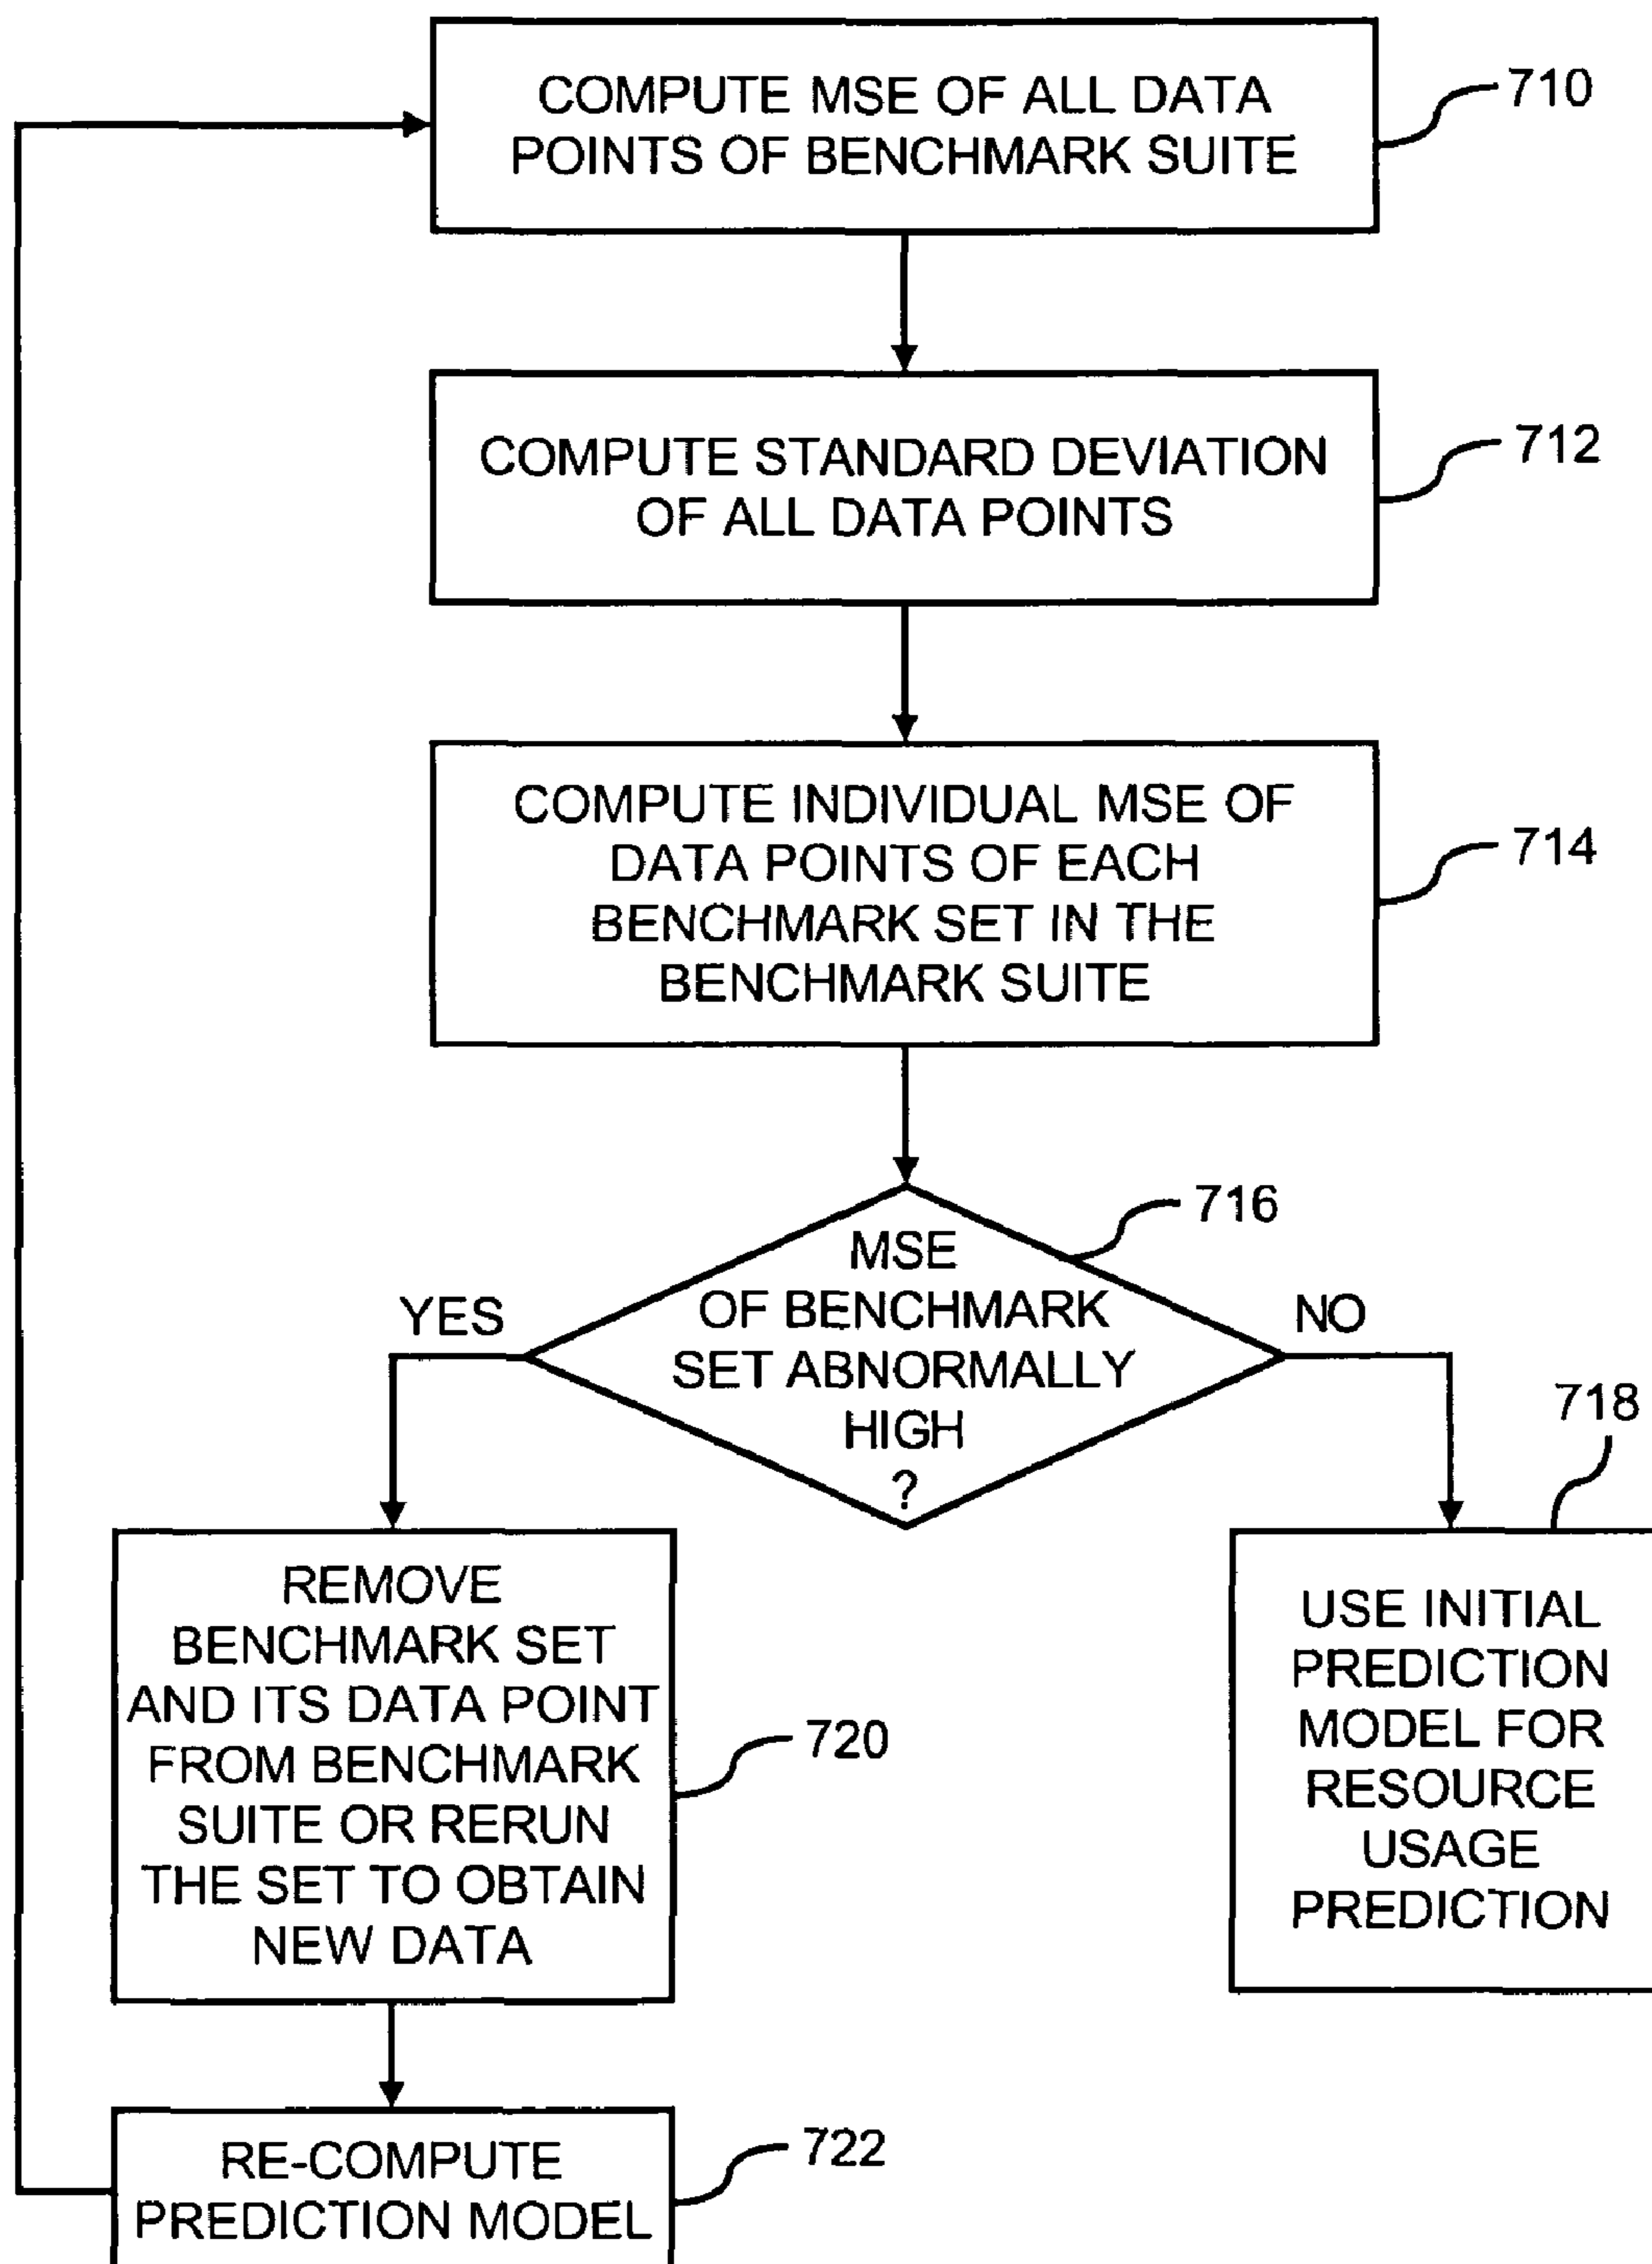 COMPUTE MSE OF ALL DATA
POINTS OF BENCHMARK SUITE
710
COMPUTE STANDARD DEVIATION
OF ALL DATA POINTS
712
COMPUTE INDIVIDUAL MSE OF
DATA POINTS OF EACH
BENCHMARK SET IN THE
BENCHMARK SUITE
714
716
MSE
OF BENCHMARK
SET ABNORMALLY
HIGH
?
YES
NO
718
REMOVE
BENCHMARK SET
AND ITS DATA POINT
FROM BENCHMARK
SUITE OR RERUN
THE SET TO OBTAIN
NEW DATA
720
USE INITIAL
PREDICTION
MODEL FOR
RESOURCE
USAGE
PREDICTION
RE-COMPUTE
PREDICTION MODEL
722